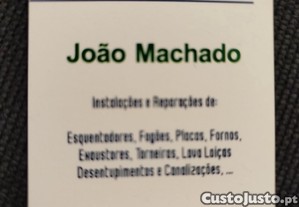 João Machado
Instalações e Reparações de:
Esquentadores, Fogões, Placas, Fornos,
Exaustores, Torneiras, Lava Loiças
Desentupimentos e Canalizações, ...
CustoJusto.pt